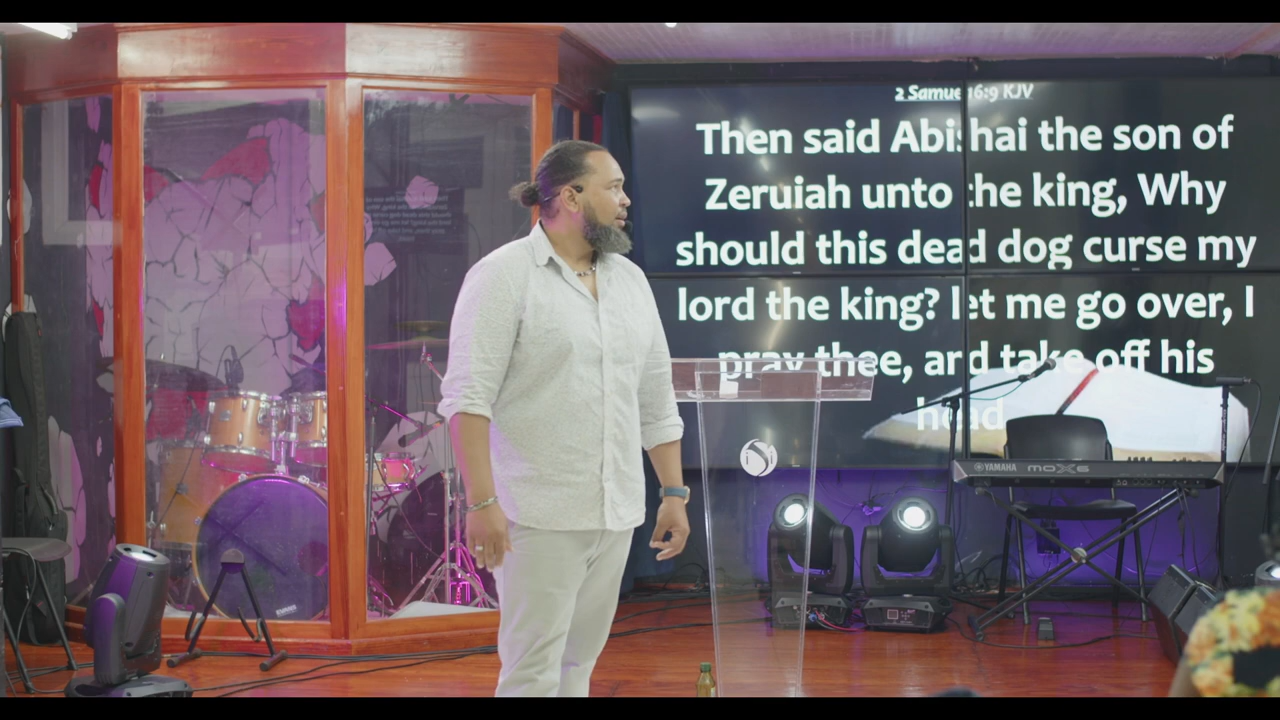 2 Samuel 16:9 KJV
Then said Abishai the son of
Zeruiah unto the king, Why
should this dead dog curse my
lord the king? let me go over, I
pray thee, and take off his
head
YAMAHA MOX6
EVANS